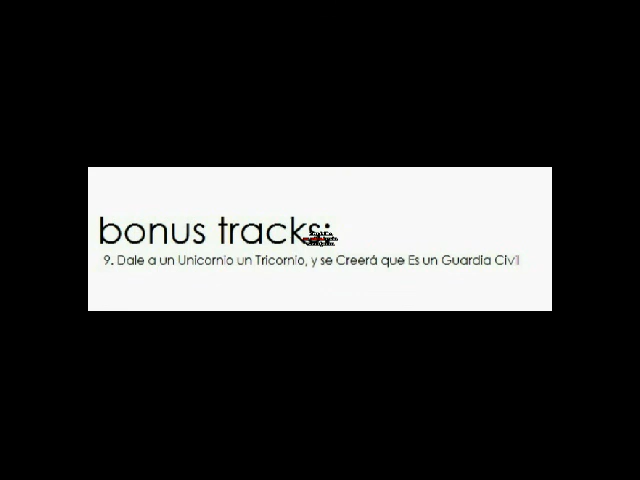 bonus tracks:
9. Dale a un Unicornio un Tricornio, y se Creerá que Es un Guardia Civil